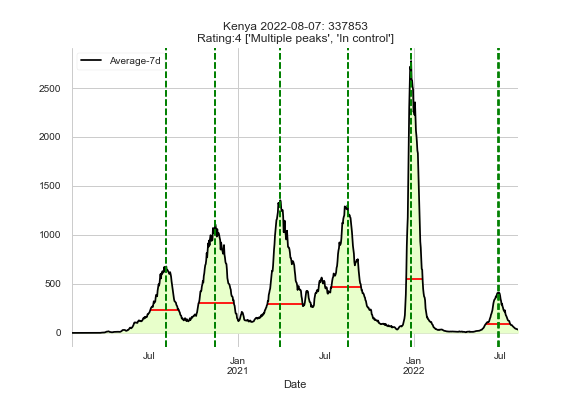 Kenya 2022-08-07: 337853
Rating:4 ['Multiple peaks', 'In control']
Average-7d
2500
2000
1500
1000
500
0
Jul
Jan
2021
Jul
Jan
2022
Jul
Date